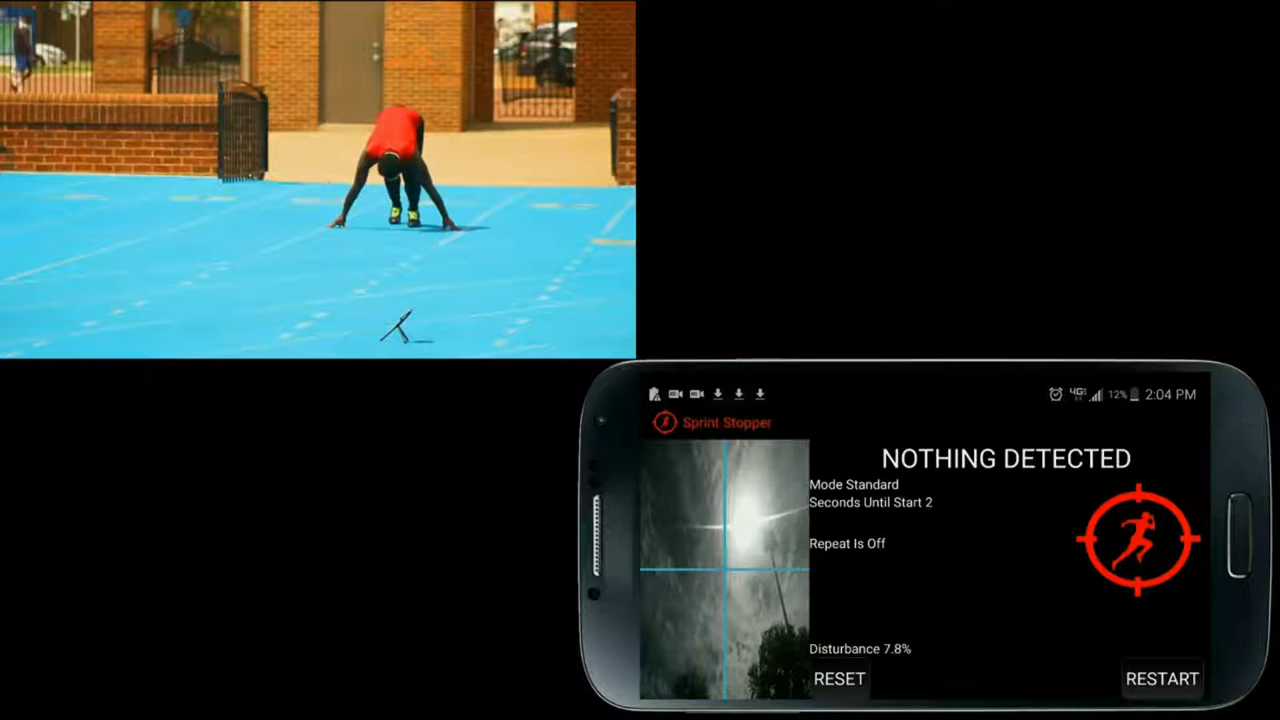 4G
12%
2:04 PM
Sprint Stopper
NOTHING DETECTED
Mode Standard
Seconds Until Start 2
Repeat Is Off
Disturbance 7.8%
RESET
RESTART